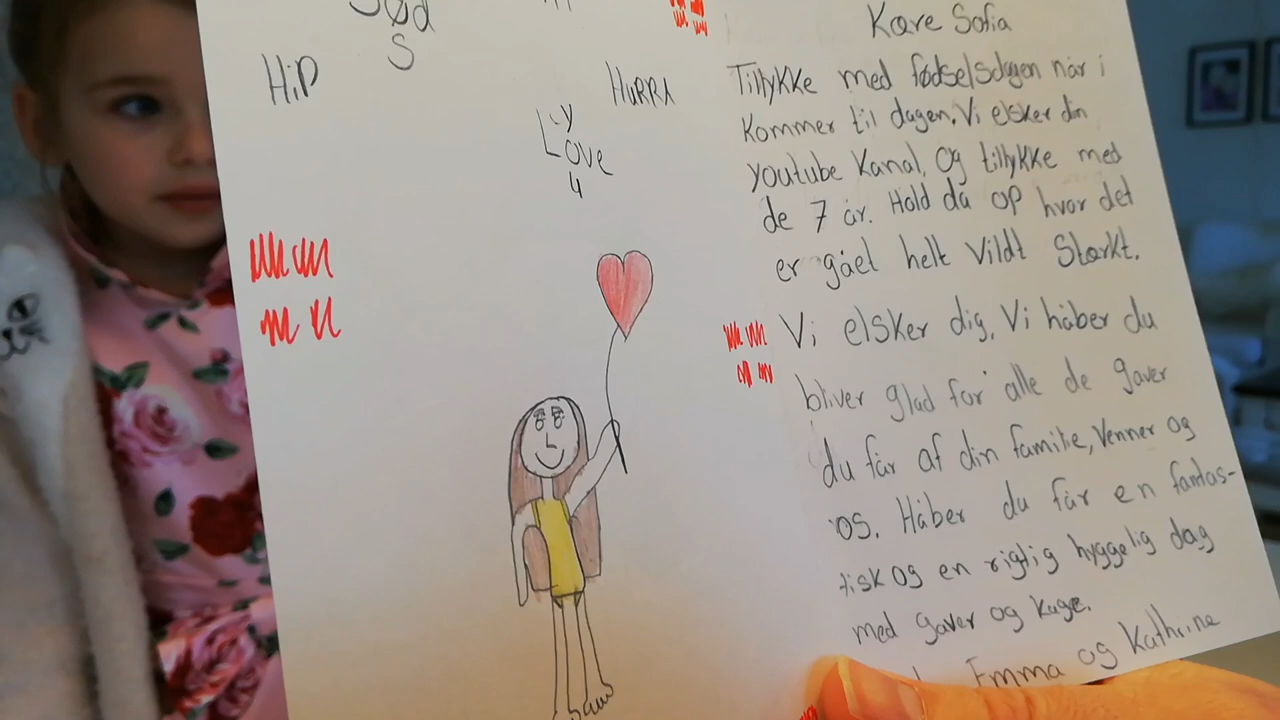 Sød
S
HiP
HURRA
Ly
Love
4
Kære Sofia
Tillykke med fødselsdagen når i
Kommer til dagen. Vi elsker din
youtube Kanal, Og tillykke med
de 7 år. Hold da op hvor det
er gået helt Vildt Stærkt.
Vi elsker dig. Vi håber du
bliver glad for alle de gaver
du får af din familie, Venner og
os. Håber du får en fantas-
tisk og en rigtig hyggelig dag
med gaver og kage.
Emma og Kathrine